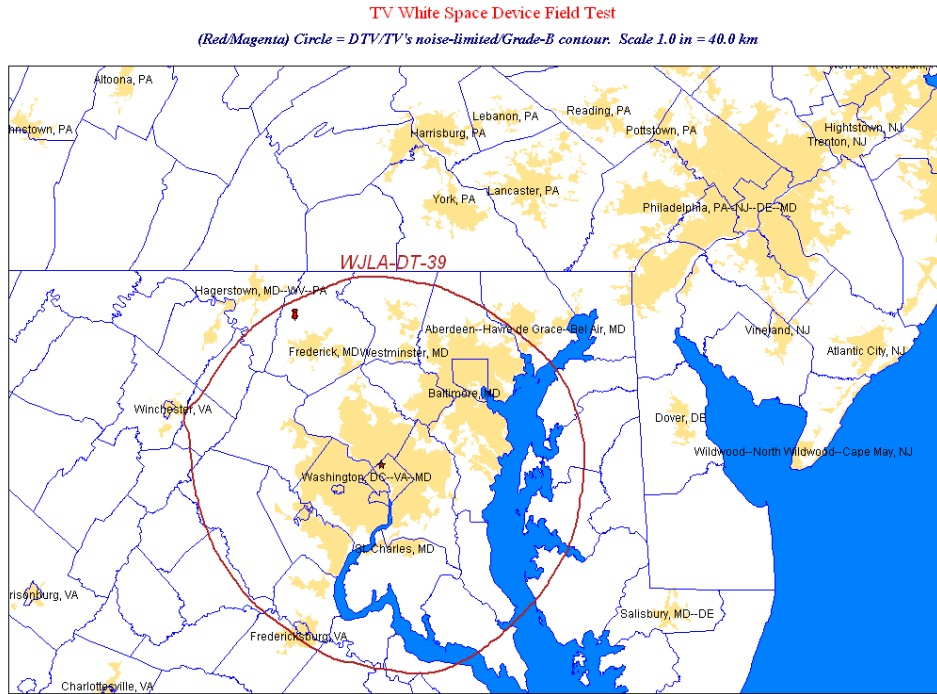 TV White Space Device Field Test
(Red/Magenta) Circle = DTV/TV's noise-limited/Grade-B contour. Scale 1.0 in = 40.0 km
Altoona, PA
hnstown, PA
Lebanon, PA
Reading, PA
Harrisburg, PA
Pottstown, PA
Hightstown, NJ
Trenton, NJ
York, PA
Lancaster, PA
Philadelphia, PA--NJ--DE--MD
WJLA-DT-39
Hagerstown, MD--WV--PA
Aberdeen--Havre de Grace--Bel Air, MD
Vineland, NJ
Frederick, MD
Westminster, MD
Atlantic City, NJ
Baltimore, MD
Winchester, VA
Dover, DE
Wildwood--North Wildwood--Cape May, NJ
Washington, DC--VA--MD
St. Charles, MD
rrisonburg, VA
Salisbury, MD--DE
Fredericksburg, VA
Charlottesville, VA